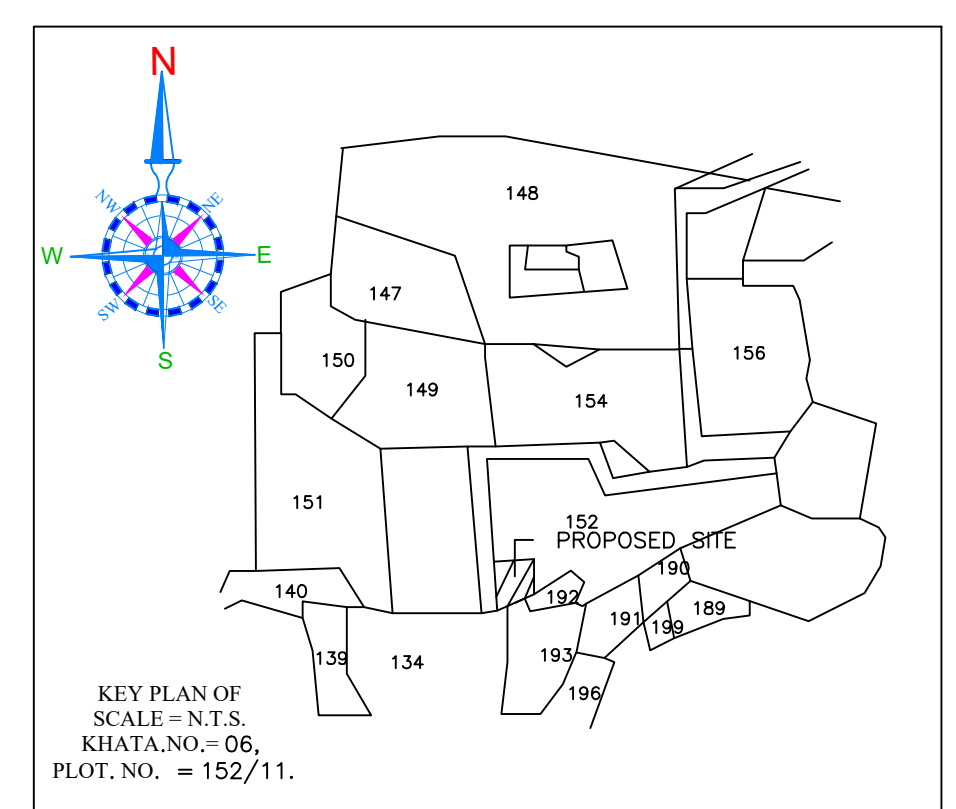 N
NW
NE
W
E
SW
SE
S
148
147
150
149
156
154
151
152
PROPOSED SITE
140
190
192
189
191
199
139
134
193
196
KEY PLAN OF
SCALE = N.T.S.
KHATA.NO.= 06,
PLOT. NO. = 152/11.